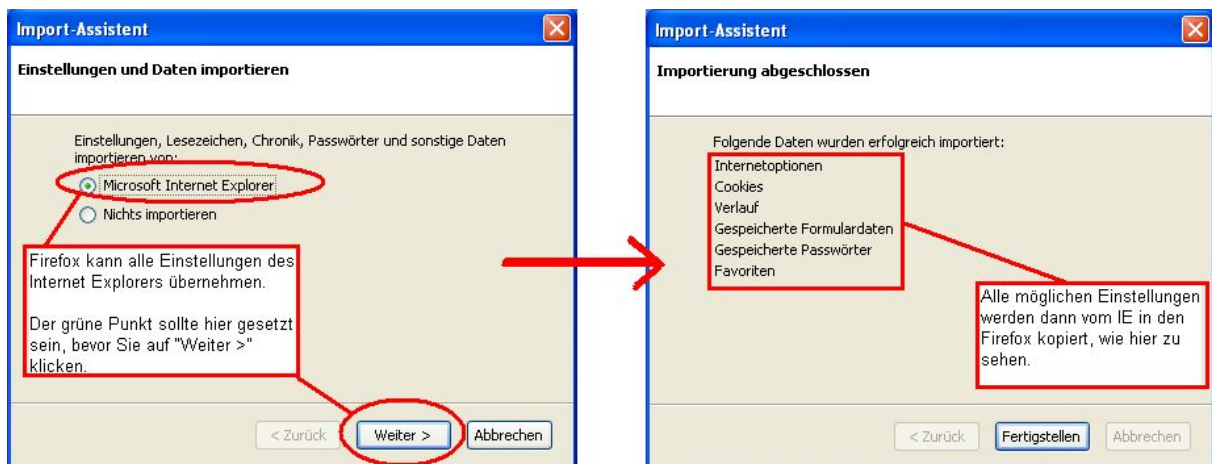 Import-Assistent
Einstellungen und Daten importieren
Einstellungen, Lesezeichen, Chronik, Passwörter und sonstige Daten
importieren von:
Microsoft Internet Explorer
Nichts importieren
Firefox kann alle Einstellungen des
Internet Explorers übernehmen.
Der grüne Punkt sollte hier gesetzt
sein, bevor Sie auf "Weiter >"
klicken.
< Zurück
Weiter >
Abbrechen
Import-Assistent
Importierung abgeschlossen
Folgende Daten wurden erfolgreich importiert:
Internetoptionen
Cookies
Verlauf
Gespeicherte Formulardaten
Gespeicherte Passwörter
Favoriten
Alle möglichen Einstellungen
werden dann vom IE in den
Firefox kopiert, wie hier zu
sehen.
< Zurück
Fertigstellen
Abbrechen